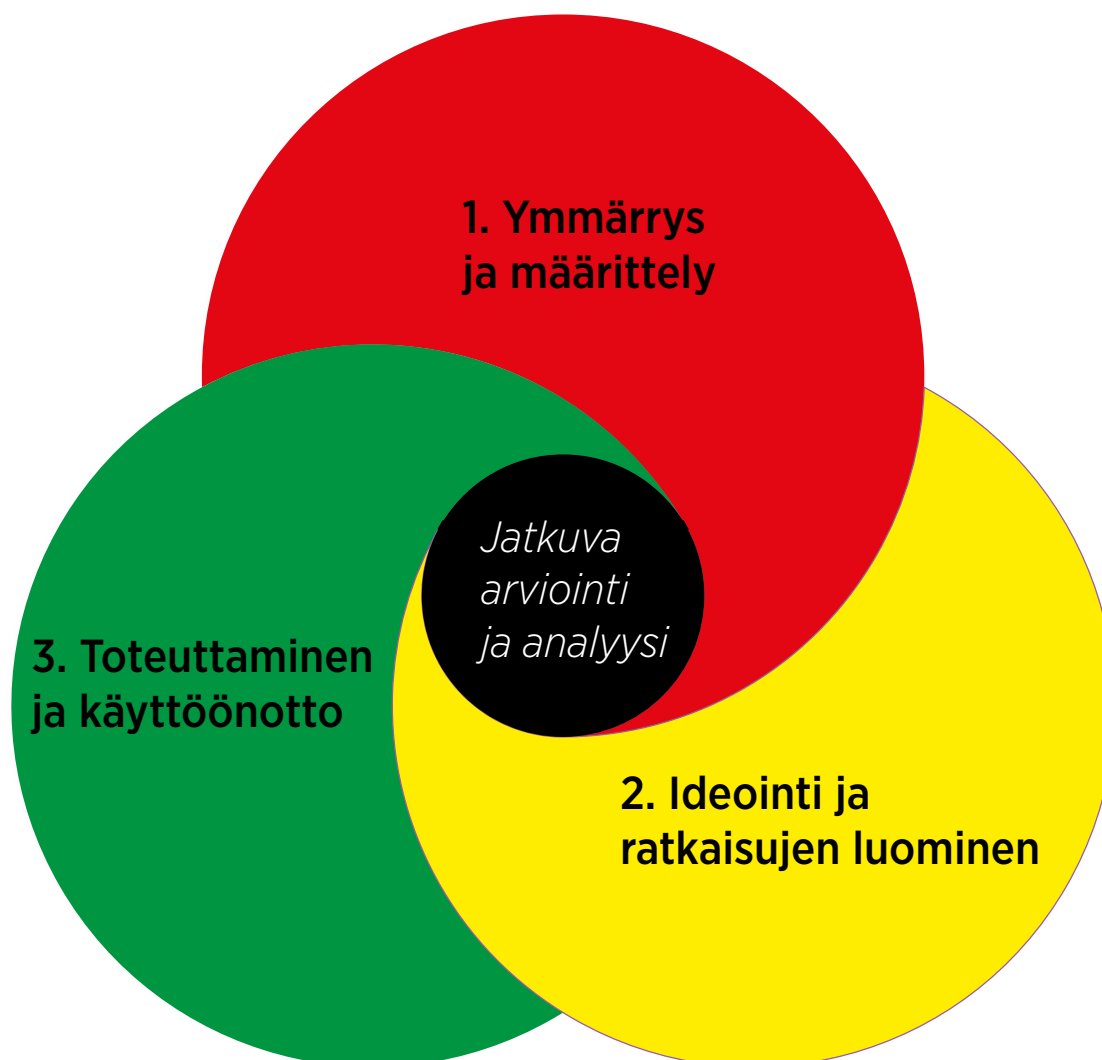 1. Ymmärrys
ja määrittely
Jatkuva
arviointi
ja analyysi
3. Toteuttaminen
ja käyttöönotto
2. Ideointi ja
ratkaisujen luominen